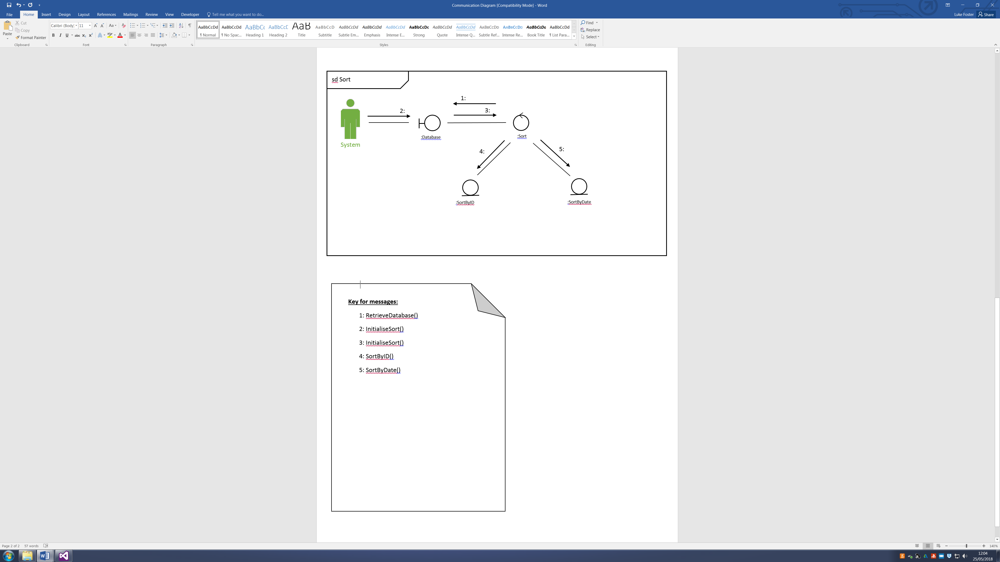 Communication Diagram [Compatibility Mode] - Word
File Home Insert Design Layout References Mailings Review View Developer Tell me what you want to do... Luke Foster Share
Paste Cut Copy Format Painter Clipboard
Calibri (Body) 11 Font
Paragraph
AaBbCcDd AaBbCcDd AaBbCc AaBbCcD AaB AaBbCcD AaBbCcDd AaBbCcDd AaBbCcDd AaBbCcDc AaBbCcDd AaBbCcDd AaBbCcDd AaBbCcDd AaBbCcDc AaBbCcDd
¶ Normal ¶ No Spac... Heading 1 Heading 2 Title Subtitle Subtle Em... Emphasis Intense E... Strong Quote Intense Q... Subtle Ref... Intense Re... Book Title ¶ List Para...
Styles
Find
Replace
Select
Editing
sd Sort
1:
2:
3:
:Database
:Sort
System
4:
5:
:SortByID
:SortByDate
Key for messages:
1: RetrieveDatabase()
2: InitialiseSort()
3: InitialiseSort()
4: SortByID()
5: SortByDate()
Page 2 of 2 57 words 140%
12:04
25/05/2018